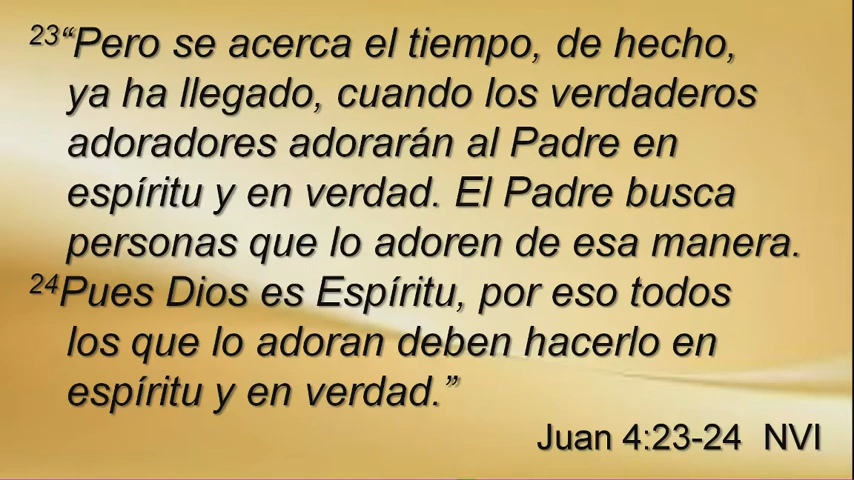 23“Pero se acerca el tiempo, de hecho,
ya ha llegado, cuando los verdaderos
adoradores adorarán al Padre en
espíritu y en verdad. El Padre busca
personas que lo adoren de esa manera.
24Pues Dios es Espíritu, por eso todos
los que lo adoran deben hacerlo en
espíritu y en verdad.”
Juan 4:23-24 NVI